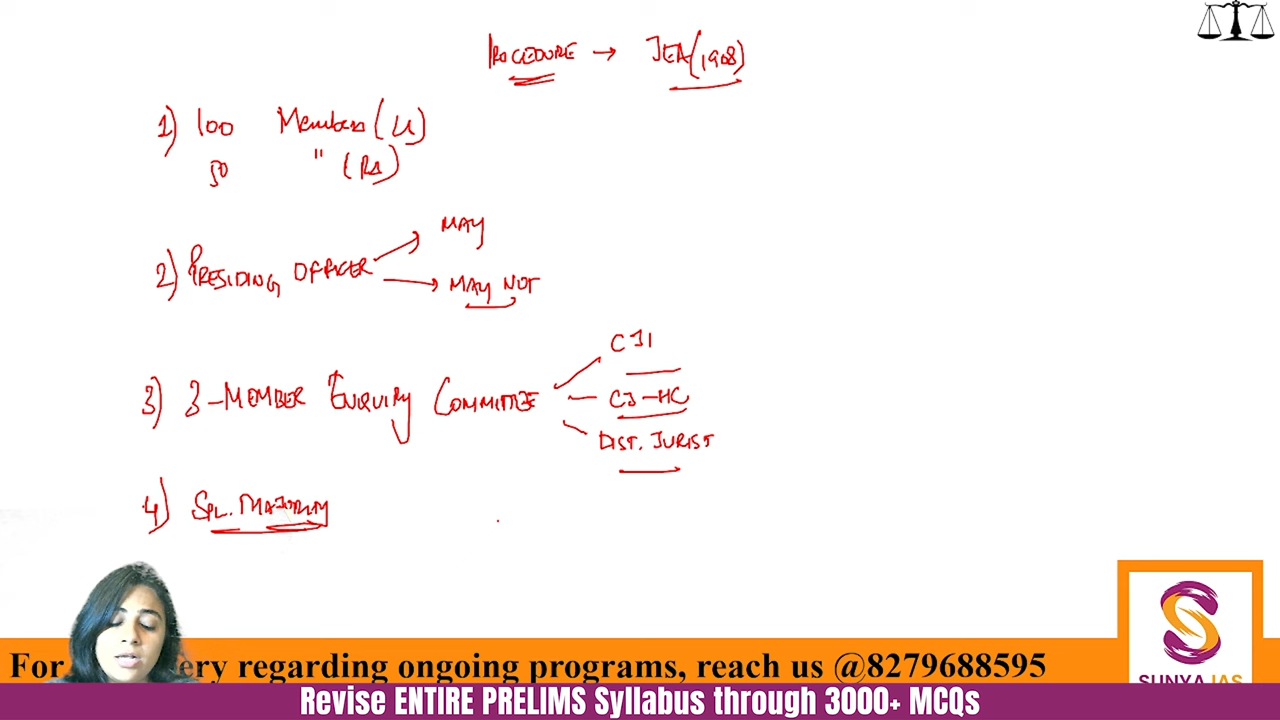 PROCEDURE → JEA (1968)
1) 100 Members (LS)
50 " (RS)
2) PRESIDING OFFICER
MAY
MAY NOT
3) 3-MEMBER ENQUIRY COMMITTEE
CJI
CJ-HC
DIST. JURIST
4) SPL. MAJORITY
For ery regarding ongoing programs, reach us @8279688595
SUNYA IAS
Revise ENTIRE PRELIMS Syllabus through 3000+ MCQs